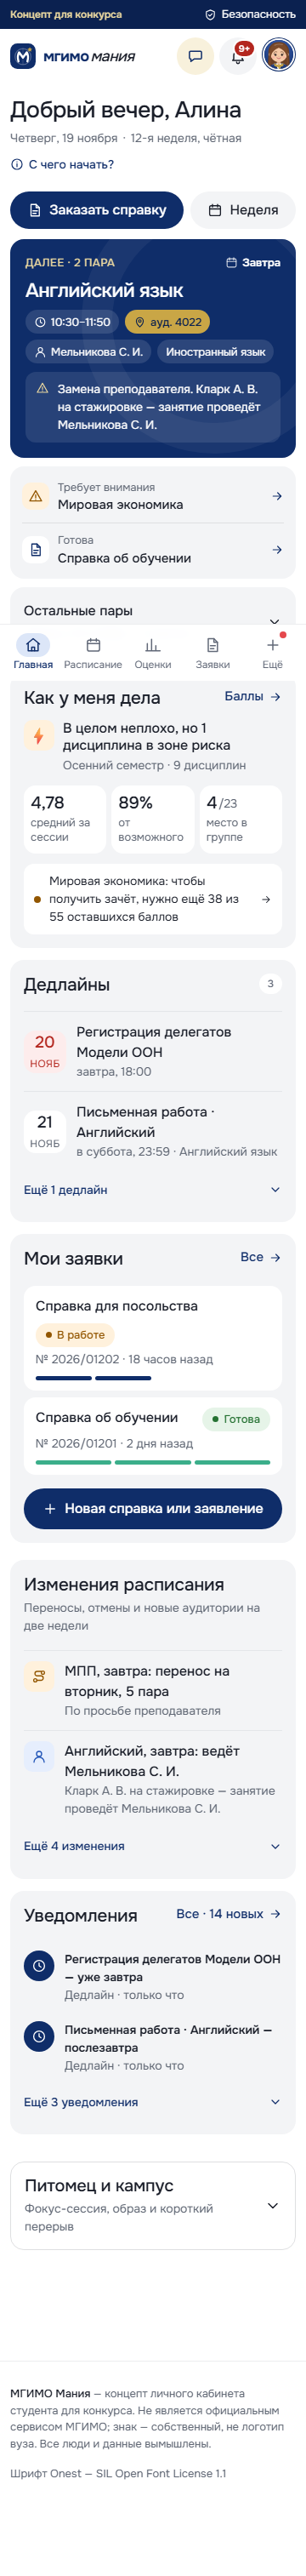 Концепт для конкурса
Безопасность
МГИМО МАНИЯ
9+
Добрый вечер, Алина
Четверг, 19 ноября · 12-я неделя, чётная
С чего начать?
Заказать справку
Неделя
ДАЛЕЕ · 2 ПАРА
Завтра
Английский язык
10:30–11:50
ауд. 4022
Мельникова С. И.
Иностранный язык
Замена преподавателя. Кларк А. В.
на стажировке — занятие проведёт
Мельникова С. И.
Требует внимания
Мировая экономика
Готова
Справка об обучении
Остальные пары
Главная
Расписание
Оценки
Заявки
Ещё
Как у меня дела
Баллы
В целом неплохо, но 1
дисциплина в зоне риска
Осенний семестр · 9 дисциплин
4,78
средний за
сессии
89%
от
возможного
4/23
место в
группе
Мировая экономика: чтобы
получить зачёт, нужно ещё 38 из
55 оставшихся баллов
Дедлайны
3
20
НОЯБ
Регистрация делегатов
Модели ООН
завтра, 18:00
21
НОЯБ
Письменная работа ·
Английский
в субботу, 23:59 · Английский язык
Ещё 1 дедлайн
Мои заявки
Все
Справка для посольства
В работе
№ 2026/01202 · 18 часов назад
Справка об обучении
Готова
№ 2026/01201 · 2 дня назад
Новая справка или заявление
Изменения расписания
Переносы, отмены и новые аудитории на
две недели
МПП, завтра: перенос на
вторник, 5 пара
По просьбе преподавателя
Английский, завтра: ведёт
Мельникова С. И.
Кларк А. В. на стажировке — занятие
проведёт Мельникова С. И.
Ещё 4 изменения
Уведомления
Все · 14 новых
Регистрация делегатов Модели ООН
— уже завтра
Дедлайн · только что
Письменная работа · Английский —
послезавтра
Дедлайн · только что
Ещё 3 уведомления
Питомец и кампус
Фокус-сессия, образ и короткий
перерыв
МГИМО Мания — концепт личного кабинета
студента для конкурса. Не является официальным
сервисом МГИМО; знак — собственный, не логотип
вуза. Все люди и данные вымышлены.
Шрифт Onest — SIL Open Font License 1.1